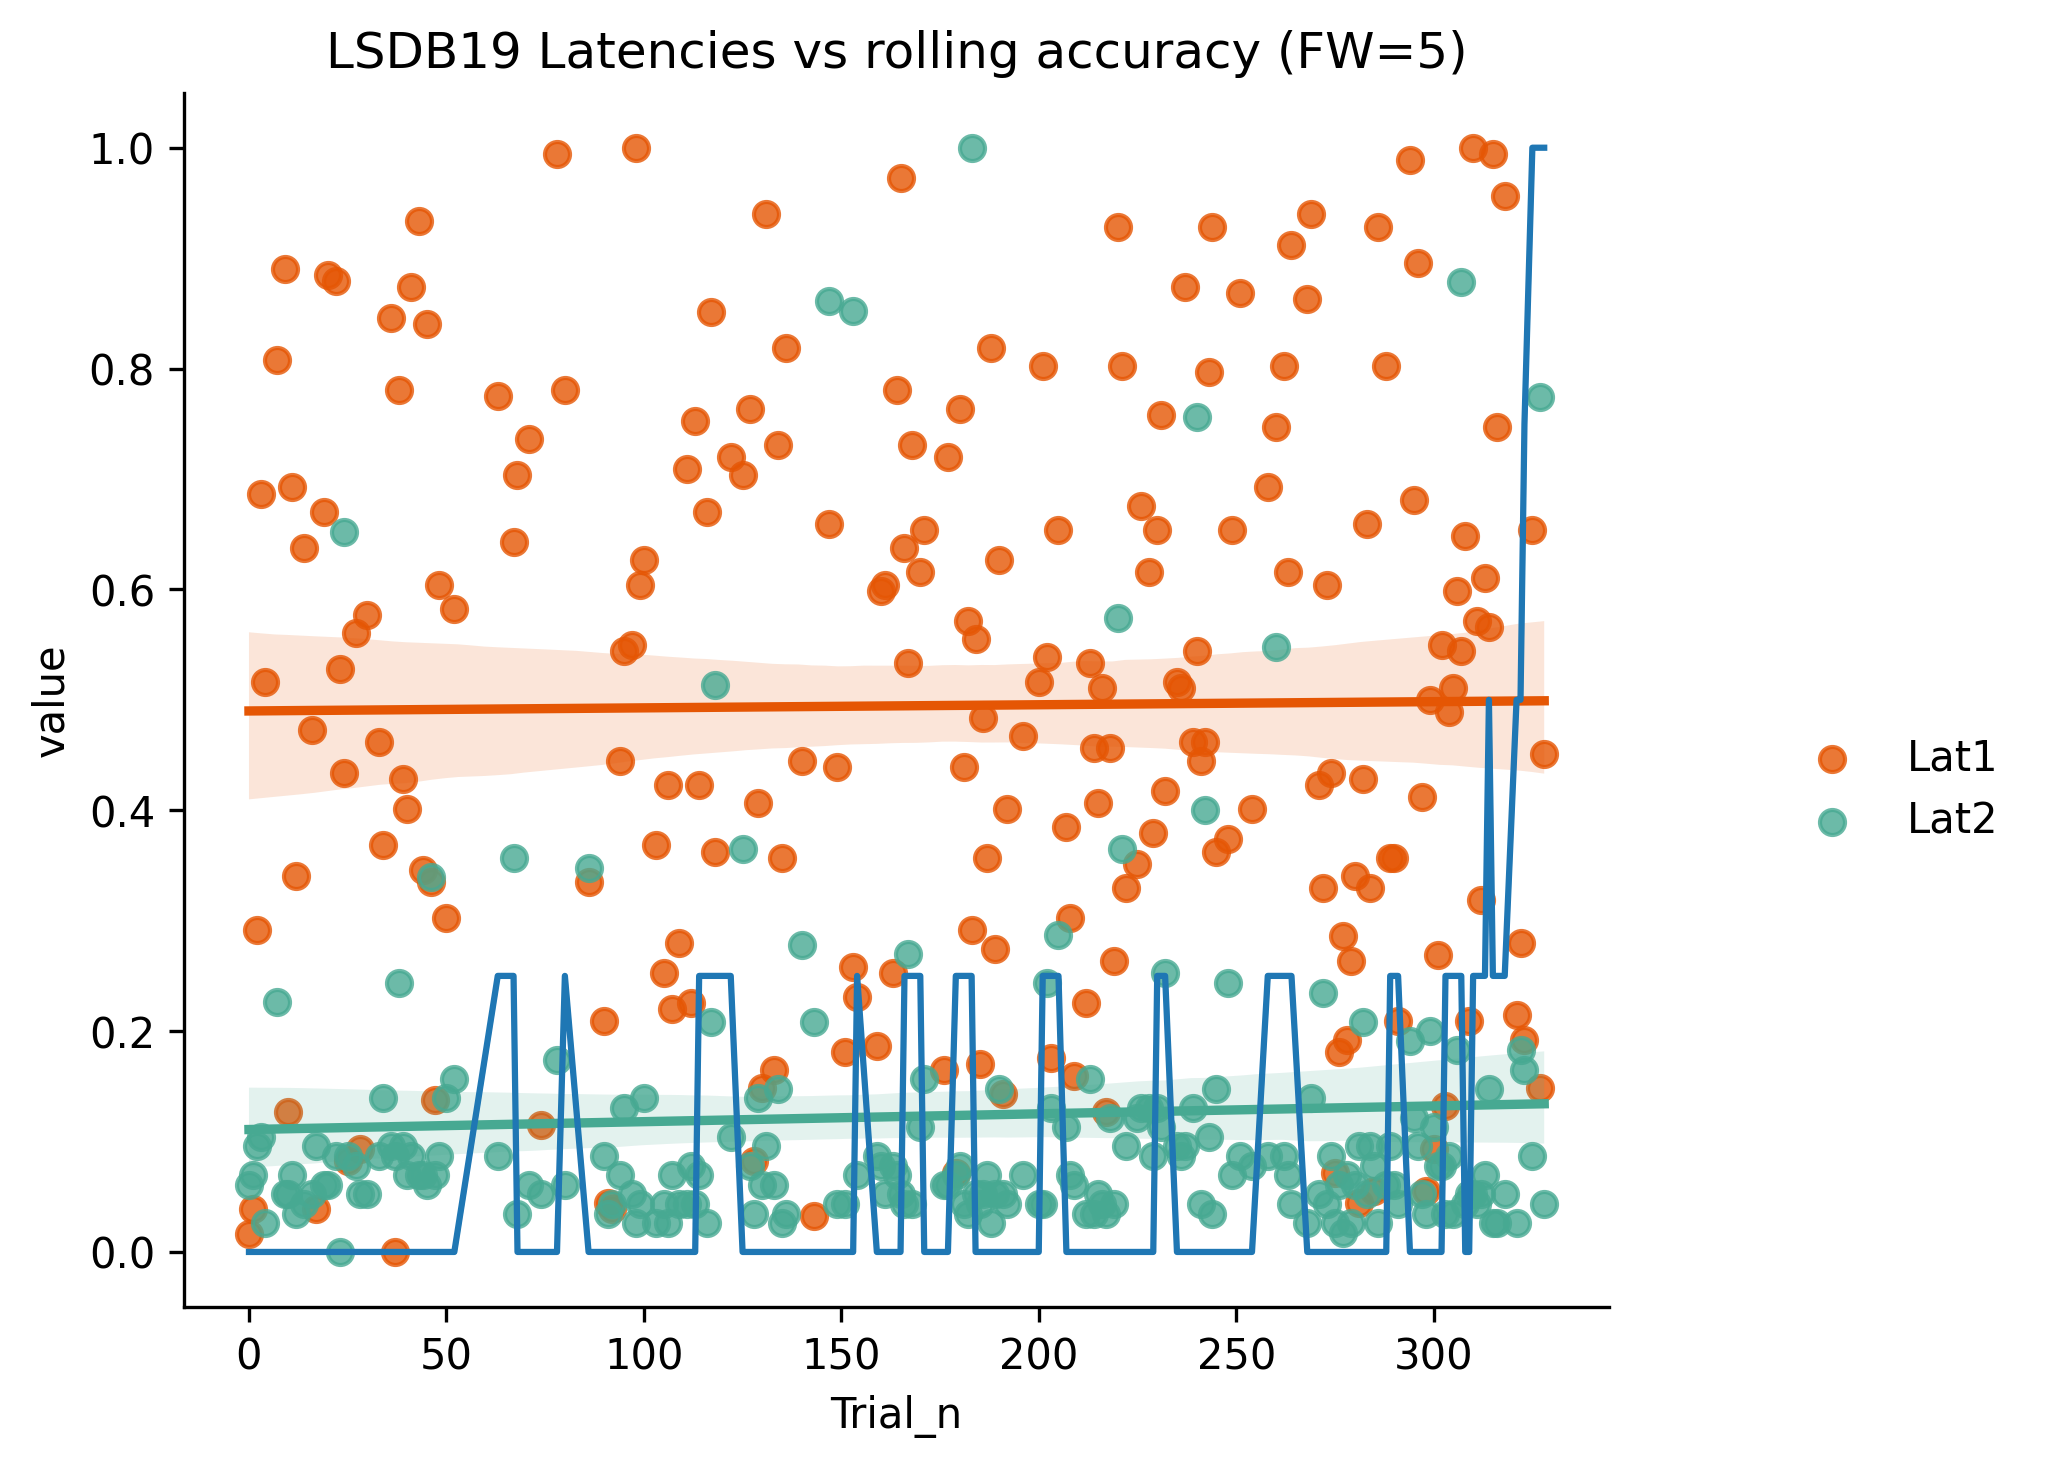 LSDB19 Latencies vs rolling accuracy (FW=5)
1.0
0.8
0.6
0.4
0.2
0.0
value
0 50 100 150 200 250 300
Trial_n
Lat1
Lat2